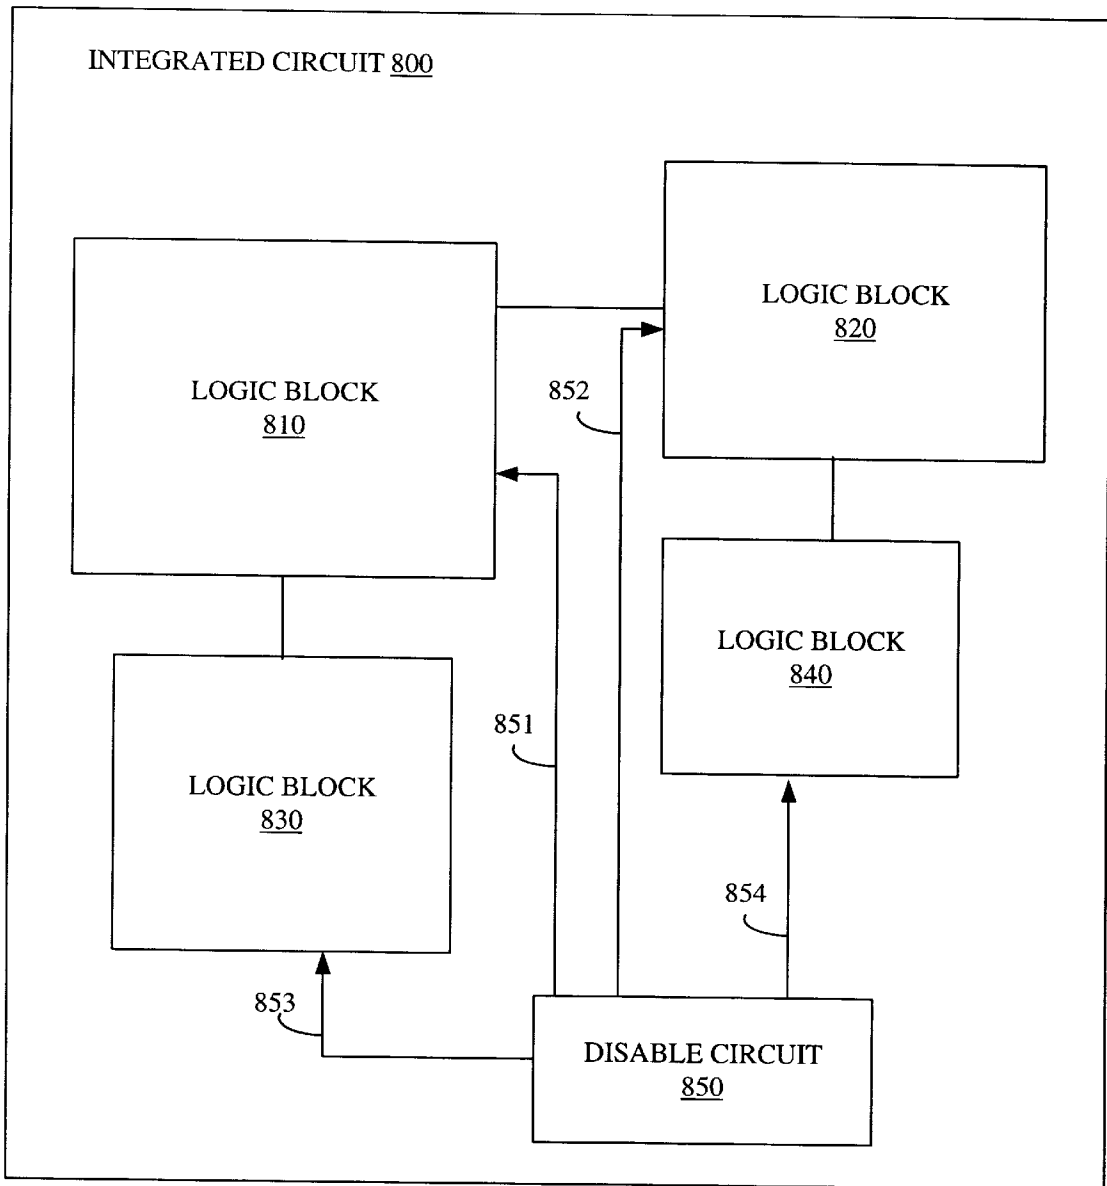 INTEGRATED CIRCUIT 800
LOGIC BLOCK
820
LOGIC BLOCK
810
852
LOGIC BLOCK
840
851
LOGIC BLOCK
830
854
853
DISABLE CIRCUIT
850